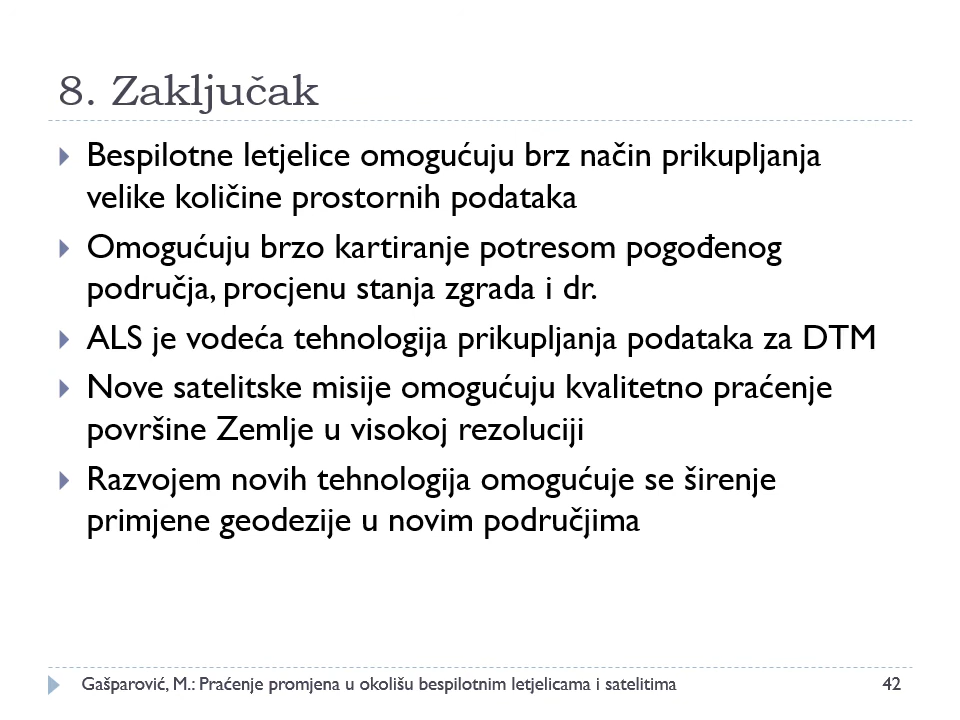 8. Zaključak
Bespilotne letjelice omogućuju brz način prikupljanja
velike količine prostornih podataka
Omogućuju brzo kartiranje potresom pogođenog
područja, procjenu stanja zgrada i dr.
ALS je vodeća tehnologija prikupljanja podataka za DTM
Nove satelitske misije omogućuju kvalitetno praćenje
površine Zemlje u visokoj rezoluciji
Razvojem novih tehnologija omogućuje se širenje
primjene geodezije u novim područjima
Gašparović, M.: Praćenje promjena u okolišu bespilotnim letjelicama i satelitima 42